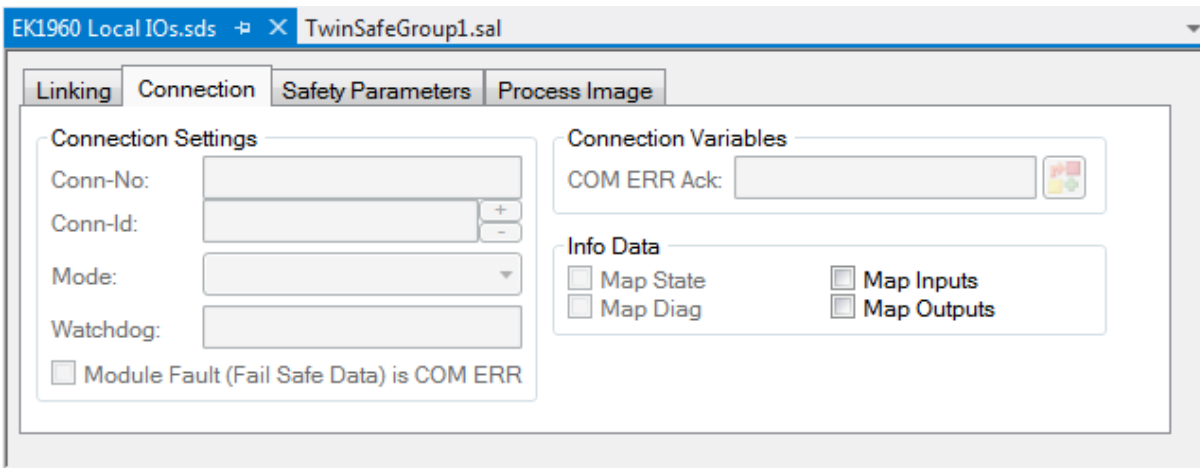 EK1960 Local IOs.sds TwinSafeGroup1.sal
Linking Connection Safety Parameters Process Image
Connection Settings
Conn-No:
Conn-Id:
+
-
Mode:
Watchdog:
Module Fault (Fail Safe Data) is COM ERR
Connection Variables
COM ERR Ack:
Info Data
Map State Map Inputs
Map Diag Map Outputs